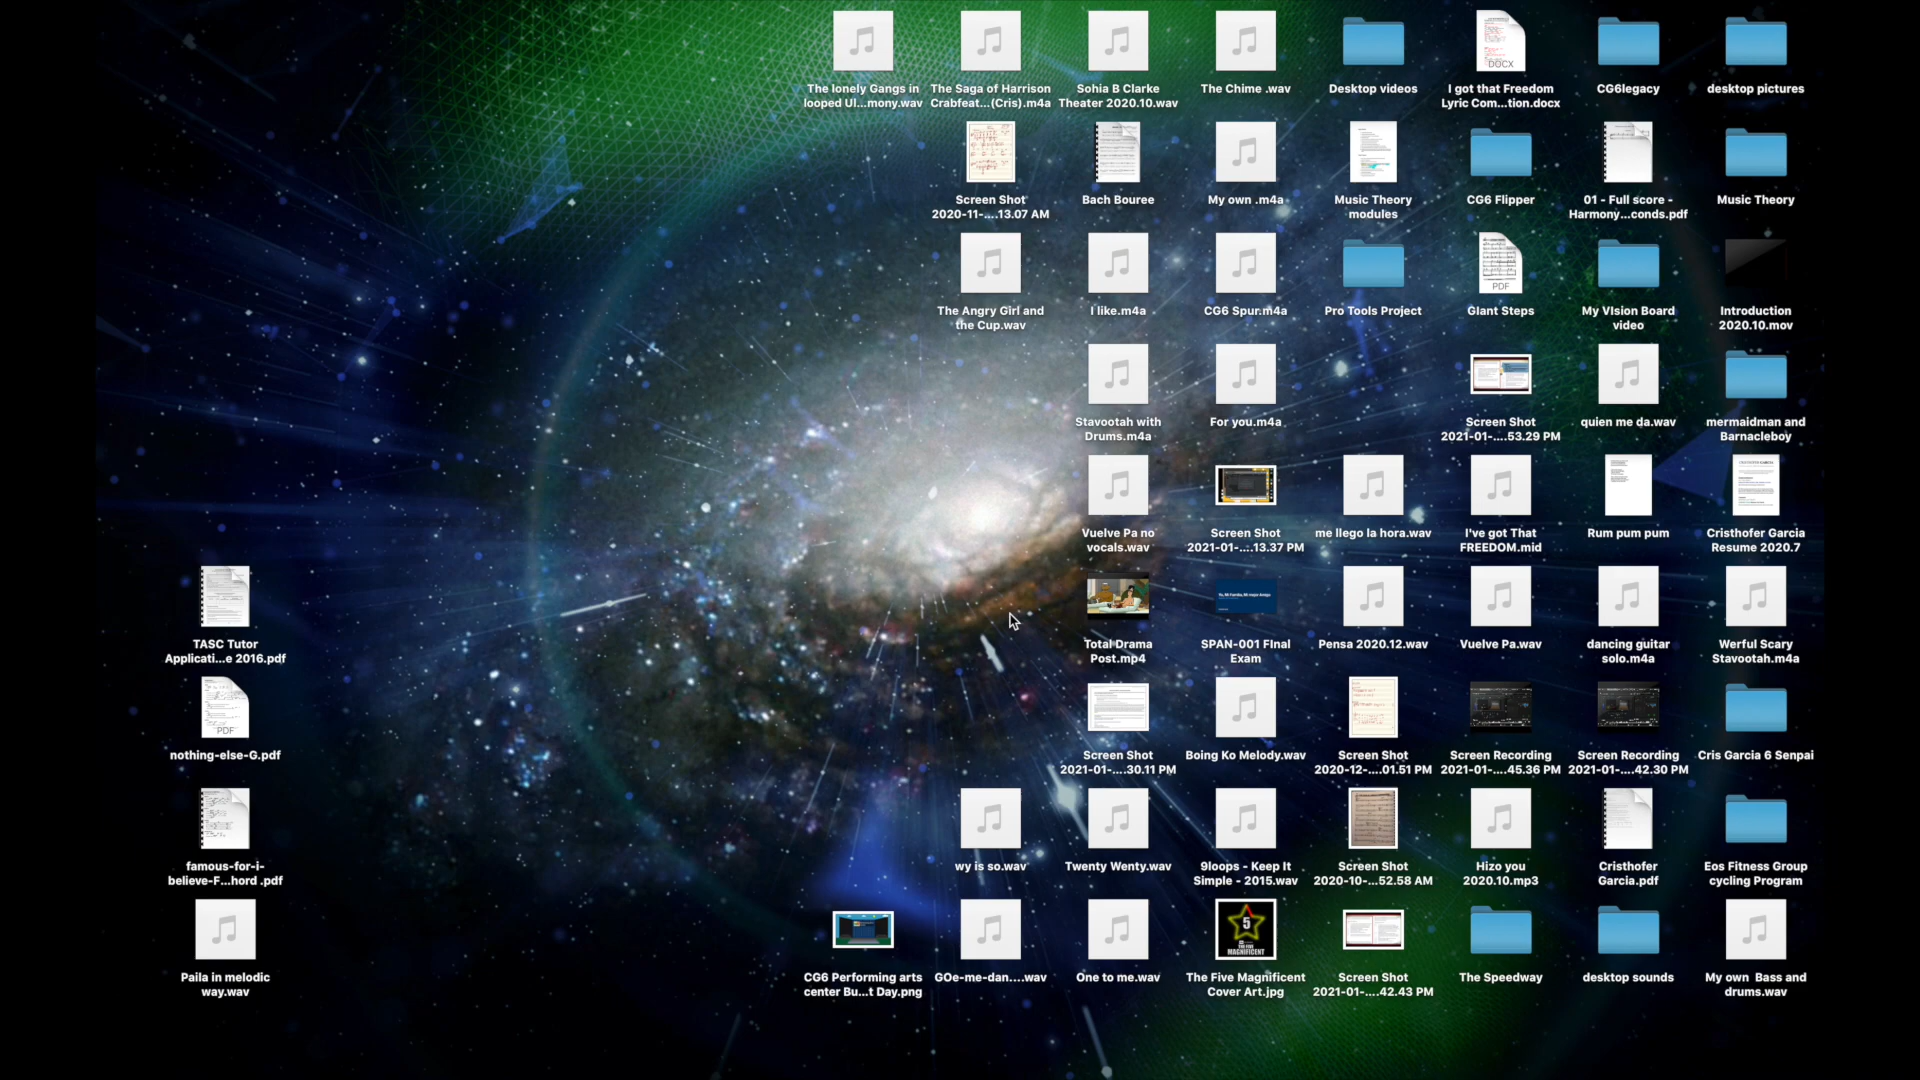 The lonely Gangs in
looped Ul...mony.wav
The Saga of Harrison
Crabfeat...(Cris).m4a
Sohia B Clarke
Theater 2020.10.wav
The Chime .wav
Desktop videos
DOCX
I got that Freedom
Lyric Com...tion.docx
CG6legacy
desktop pictures
Screen Shot
2020-11-....13.07 AM
Bach Bouree
My own .m4a
Music Theory
modules
CG6 Flipper
01 - Full score -
Harmony...conds.pdf
Music Theory
The Angry Girl and
the Cup.wav
I like.m4a
CG6 Spur.m4a
Pro Tools Project
PDF
GIant Steps
My VIsion Board
video
Introduction
2020.10.mov
Stavootah with
Drums.m4a
For you.m4a
Screen Shot
2021-01-....53.29 PM
quien me da.wav
mermaidman and
Barnacleboy
Vuelve Pa no
vocals.wav
Screen Shot
2021-01-....13.37 PM
me llego la hora.wav
I've got That
FREEDOM.mid
Rum pum pum
Cristhofer Garcia
Resume 2020.7
TASC Tutor
Applicati...e 2016.pdf
Total Drama
Post.mp4
SPAN-001 FInal
Exam
Pensa 2020.12.wav
Vuelve Pa.wav
dancing guitar
solo.m4a
Werful Scary
Stavootah.m4a
PDF
nothing-else-G.pdf
Screen Shot
2021-01-....30.11 PM
Boing Ko Melody.wav
Screen Shot
2020-12-....01.51 PM
Screen Recording
2021-01-....45.36 PM
Screen Recording
2021-01-....42.30 PM
Cris Garcia 6 Senpai
famous-for-i-
believe-F...hord .pdf
wy is so.wav
Twenty Wenty.wav
9loops - Keep It
Simple - 2015.wav
Screen Shot
2020-10-...52.58 AM
Hizo you
2020.10.mp3
Cristhofer
Garcia.pdf
Eos Fitness Group
cycling Program
Paila in melodic
way.wav
CG6 Performing arts
center Bu...t Day.png
GOe-me-dan....wav
One to me.wav
5
THE FIVE
MAGNIFICENT
The Five Magnificent
Cover Art.jpg
Screen Shot
2021-01-....42.43 PM
The Speedway
desktop sounds
My own  Bass and
drums.wav